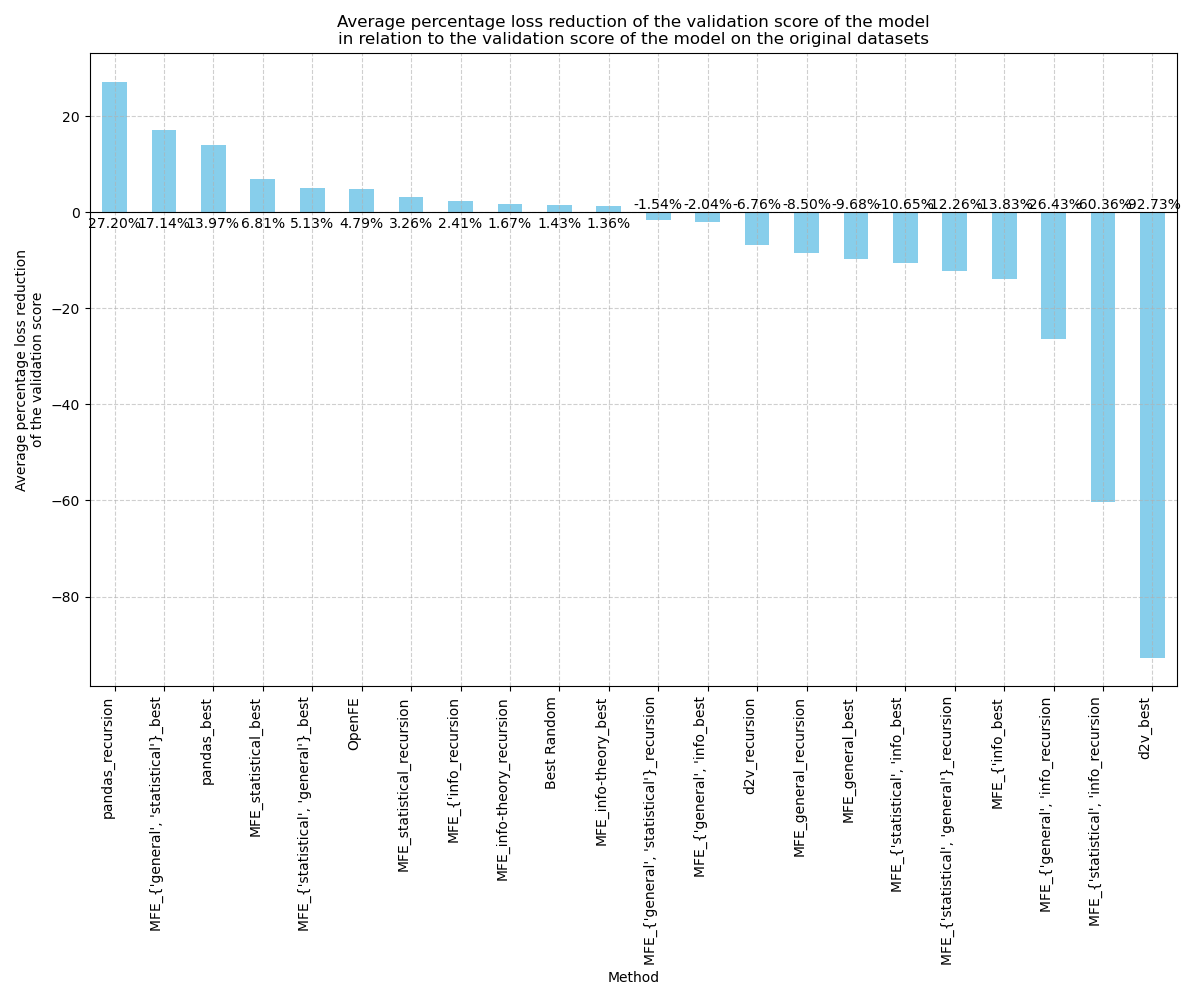 Average percentage loss reduction of the validation score of the model
in relation to the validation score of the model on the original datasets
Average percentage loss reduction
of the validation score
20
0
−20
−40
−60
−80
27.20%
17.14%
13.97%
6.81%
5.13%
4.79%
3.26%
2.41%
1.67%
1.43%
1.36%
-1.54%
-2.04%
-6.76%
-8.50%
-9.68%
-10.65%
-12.26%
-13.83%
-26.43%
-60.36%
-92.73%
pandas_recursion
MFE_{'general', 'statistical'}_best
pandas_best
MFE_statistical_best
MFE_{'statistical', 'general'}_best
OpenFE
MFE_statistical_recursion
MFE_{'info_recursion
MFE_info-theory_recursion
Best Random
MFE_info-theory_best
MFE_{'general', 'statistical'}_recursion
MFE_{'general', 'info_best
d2v_recursion
MFE_general_recursion
MFE_general_best
MFE_{'statistical', 'info_best
MFE_{'statistical', 'general'}_recursion
MFE_{'info_best
MFE_{'general', 'info_recursion
MFE_{'statistical', 'info_recursion
d2v_best
Method